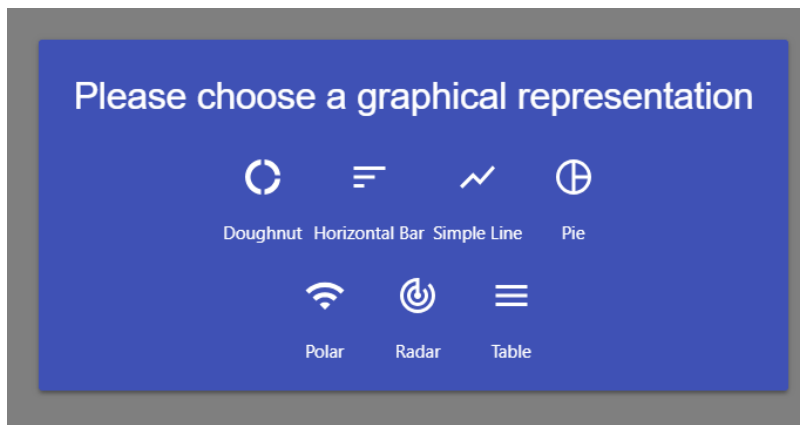 Please choose a graphical representation
Doughnut Horizontal Bar Simple Line Pie
Polar Radar Table